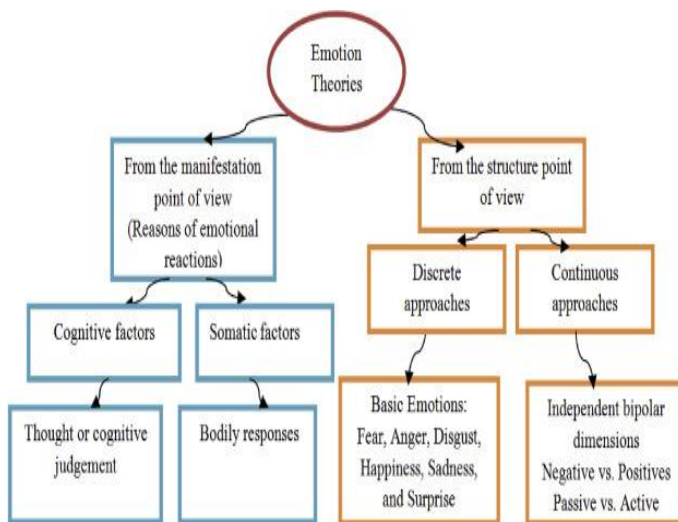 Emotion
Theories
From the manifestation
point of view
(Reasons of emotional
reactions)
From the structure point
of view
Cognitive factors
Somatic factors
Discrete
approaches
Continuous
approaches
Thought or cognitive
judgement
Bodily responses
Basic Emotions:
Fear, Anger, Disgust,
Happiness, Sadness,
and Surprise
Independent bipolar
dimensions
Negative vs. Positives
Passive vs. Active